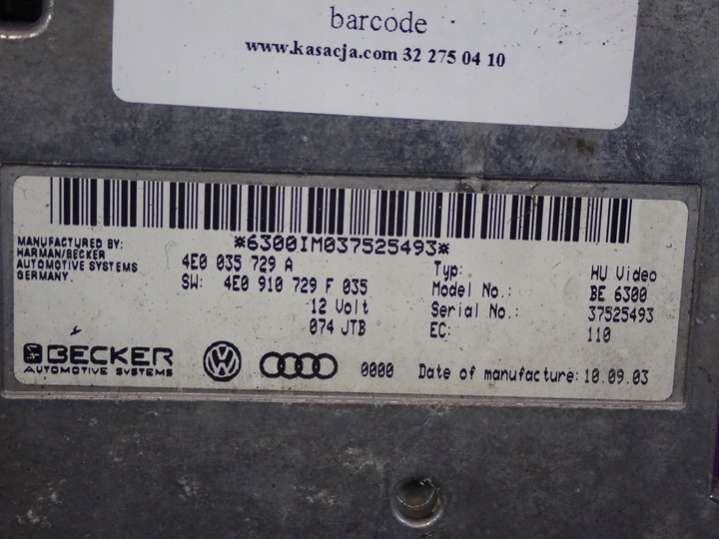 barcode
www.kasacja.com 32 275 04 10
*6300IM037525493*
MANUFACTURED BY:
HARMAN/BECKER
AUTOMOTIVE SYSTEMS
GERMANY.
4E0 035 729 A
SW: 4E0 910 729 F 035
12 Volt
074 JTB
Typ: HU Video
Model No.: BE 6300
Serial No.: 37525493
EC: 110
BECKER
AUTOMOTIVE SYSTEMS
0000 Date of manufacture: 10.09.03